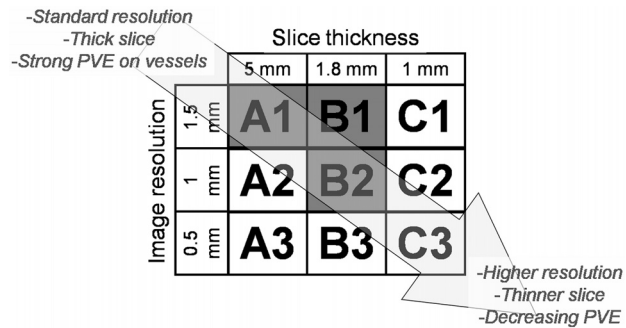 -Standard resolution
-Thick slice
-Strong PVE on vessels
Slice thickness
5 mm 1.8 mm 1 mm
Image resolution
1.5 mm A1 B1 C1
1 mm A2 B2 C2
0.5 mm A3 B3 C3
-Higher resolution
-Thinner slice
-Decreasing PVE